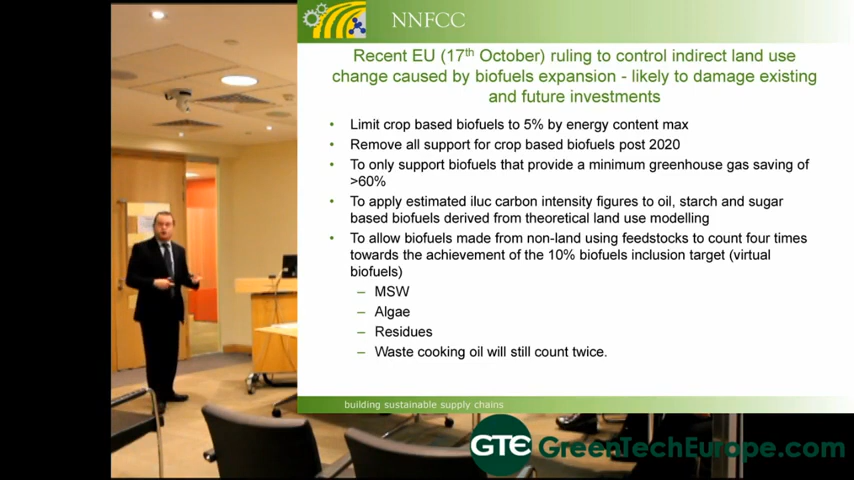 NNFCC
Recent EU (17th October) ruling to control indirect land use
change caused by biofuels expansion - likely to damage existing
and future investments
• Limit crop based biofuels to 5% by energy content max
• Remove all support for crop based biofuels post 2020
• To only support biofuels that provide a minimum greenhouse gas saving of
>60%
• To apply estimated iluc carbon intensity figures to oil, starch and sugar
based biofuels derived from theoretical land use modelling
• To allow biofuels made from non-land using feedstocks to count four times
towards the achievement of the 10% biofuels inclusion target (virtual
biofuels)
– MSW
– Algae
– Residues
– Waste cooking oil will still count twice.
building sustainable supply chains
GTE GreenTechEurope.com